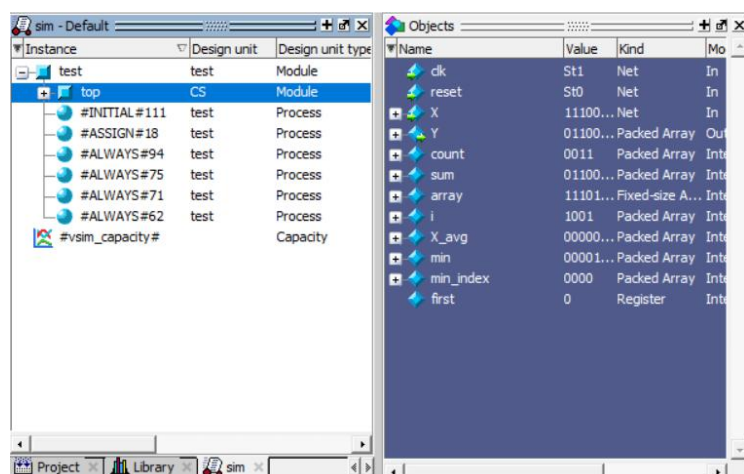 sim - Default
Instance Design unit Design unit type
test test Module
top CS Module
#INITIAL#111 test Process
#ASSIGN#18 test Process
#ALWAYS#94 test Process
#ALWAYS#75 test Process
#ALWAYS#71 test Process
#ALWAYS#62 test Process
#vsim_capacity# Capacity
Project Library sim
Objects
Name Value Kind Mo
clk St1 Net In
reset St0 Net In
X 11100... Net In
Y 01100... Packed Array Out
count 0011 Packed Array Inte
sum 01100... Packed Array Inte
array 11101... Fixed-size A... Inte
i 1001 Packed Array Inte
X_avg 00000... Packed Array Inte
min 00001... Packed Array Inte
min_index 0000 Packed Array Inte
first 0 Register Inte